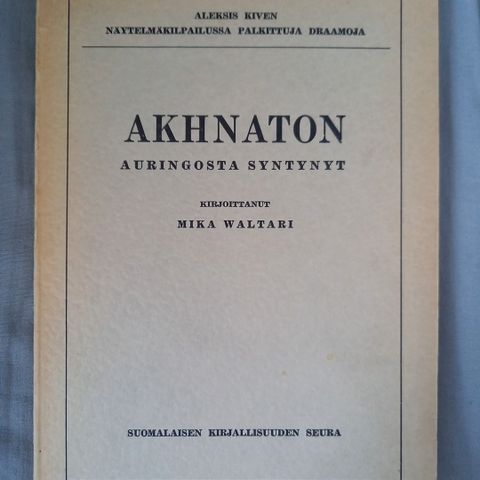 ALEKSIS KIVEN
NÄYTELMÄKILPAILUSSA PALKITTUJA DRAAMOJA
AKHNATON
AURINGOSTA SYNTYNYT
KIRJOITTANUT
MIKA WALTARI
SUOMALAISEN KIRJALLISUUDEN SEURA